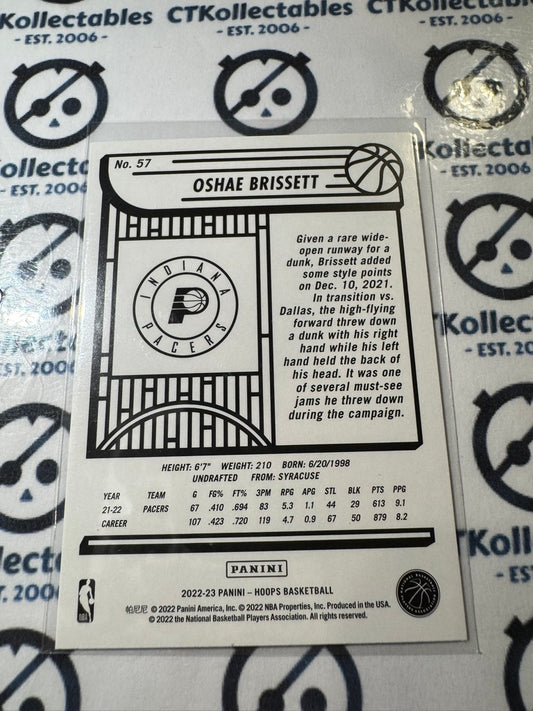 Kollectables
CTKollectables
CTKollectable
- EST. 2006 -
- EST. 2006 -
- EST. 2006 -
Kollectables
- EST. 2006
No. 57
OSHAE BRISSETT
INDIANA
PACERS
Given a rare wide-
open runway for a
dunk, Brissett added
some style points
on Dec. 10, 2021.
In transition vs.
Dallas, the high-flying
forward threw down
a dunk with his right
hand while his left
hand held the back of
his head. It was one
of several must-see
jams he threw down
during the campaign.
HEIGHT: 6'7" WEIGHT: 210 BORN: 6/20/1998
UNDRAFTED FROM: SYRACUSE
YEAR TEAM G FG% FT% 3PM RPG APG STL BLK PTS PPG
21-22 PACERS 67 .410 .694 83 5.3 1.1 44 29 613 9.1
CAREER 107 .423 .720 119 4.7 0.9 67 50 879 8.2
PANINI
2022-23 PANINI – HOOPS BASKETBALL
帕尼尼 © 2022 Panini America, Inc. © 2022 NBA Properties, Inc. Produced in the USA.
© 2022 the National Basketball Players Association. All rights reserved.
NBA